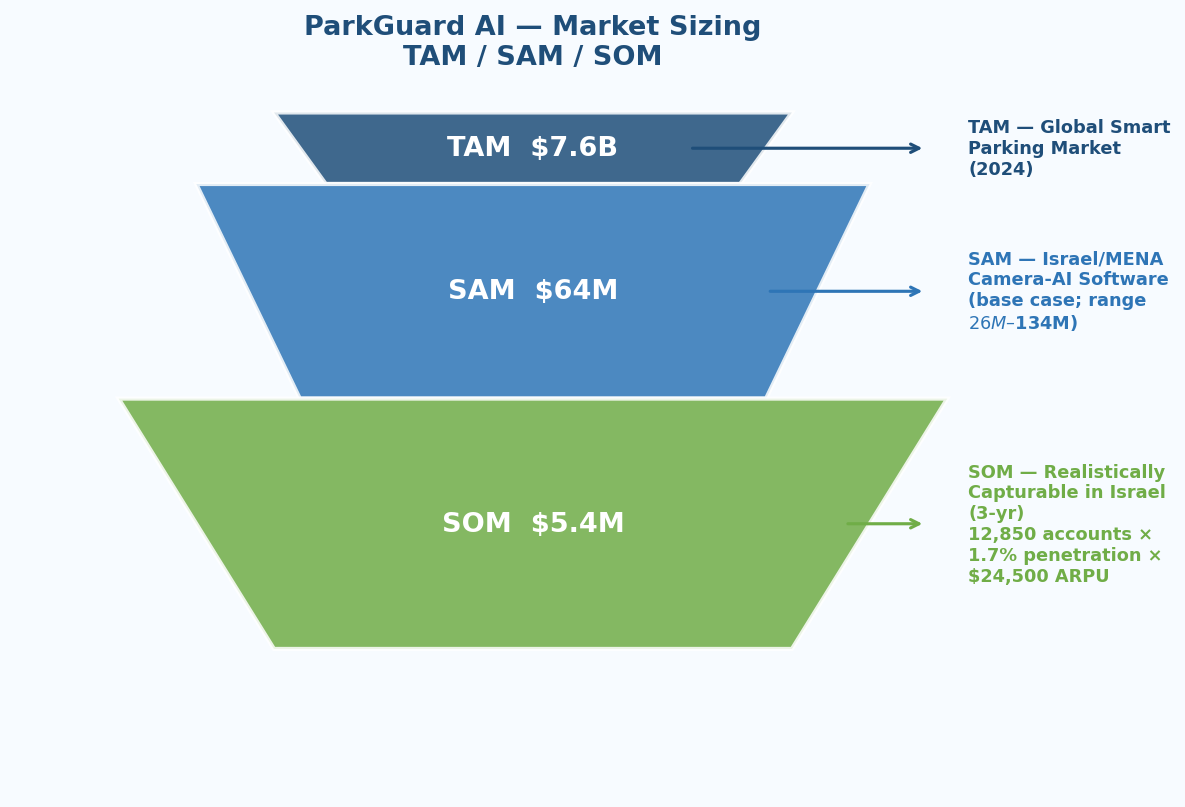 ParkGuard AI — Market Sizing
TAM / SAM / SOM
TAM  $7.6B
TAM — Global Smart
Parking Market
(2024)
SAM  $64M
SAM — Israel/MENA
Camera-AI Software
(base case; range
26M–134M)
SOM  $5.4M
SOM — Realistically
Capturable in Israel
(3-yr)
12,850 accounts ×
1.7% penetration ×
$24,500 ARPU